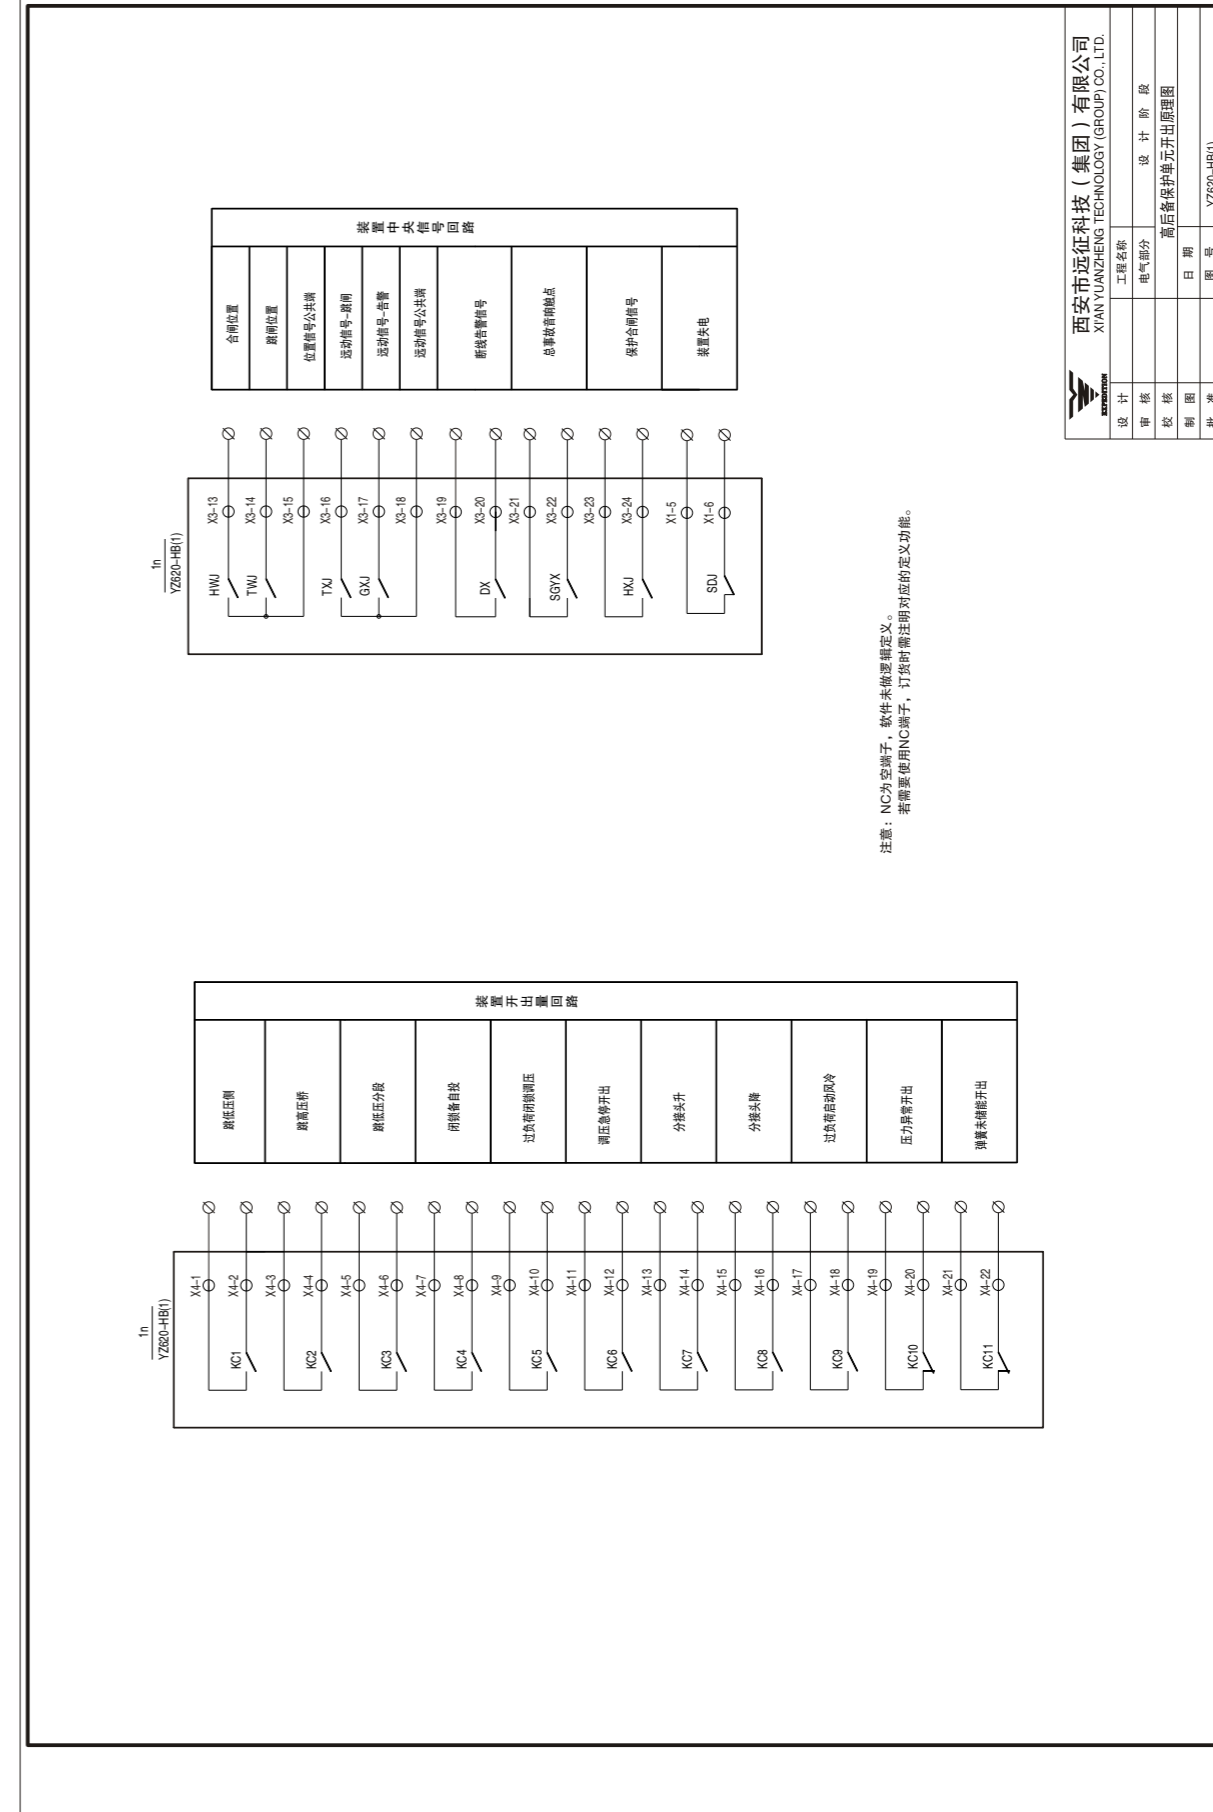 1n
YZ620-HB(1)
X4-1
X4-2
X4-3
X4-4
X4-5
X4-6
X4-7
X4-8
X4-9
X4-10
X4-11
X4-12
X4-13
X4-14
X4-15
X4-16
X4-17
X4-18
X4-19
X4-20
X4-21
X4-22
KC1
KC2
KC3
KC4
KC5
KC6
KC7
KC8
KC9
KC10
KC11
装置开出量回路
跳低压侧
跳高压桥
跳低压分段
闭锁备自投
过负荷闭锁调压
调压急停开出
分接头升
分接头降
过负荷启动风冷
压力异常开出
弹簧未储能开出
1n
YZ620-HB(1)
X3-13
X3-14
X3-15
X3-16
X3-17
X3-18
X3-19
X3-20
X3-21
X3-22
X3-23
X3-24
X1-5
X1-6
HWJ
TWJ
TXJ
GXJ
DX
SGYX
HXJ
SDJ
装置中央信号回路
合闸位置
跳闸位置
位置信号公共端
远动信号-跳闸
远动信号-告警
远动信号公共端
断线告警信号
总事故音响触点
保护合闸信号
装置失电
注意：NC为空端子，软件未做逻辑定义。
若需要使用NC端子，订货时需注明对应的定义功能。
EXPEDITION
西安市远征科技（集团）有限公司
XI'AN YUANZHENG TECHNOLOGY (GROUP) CO., LTD.
设 计 工程名称
审 核 电气部分 设 计 阶 段
校 核 高后备保护单元开出原理图
制 图 日 期
批 准 图 号 YZ620-HB(1)